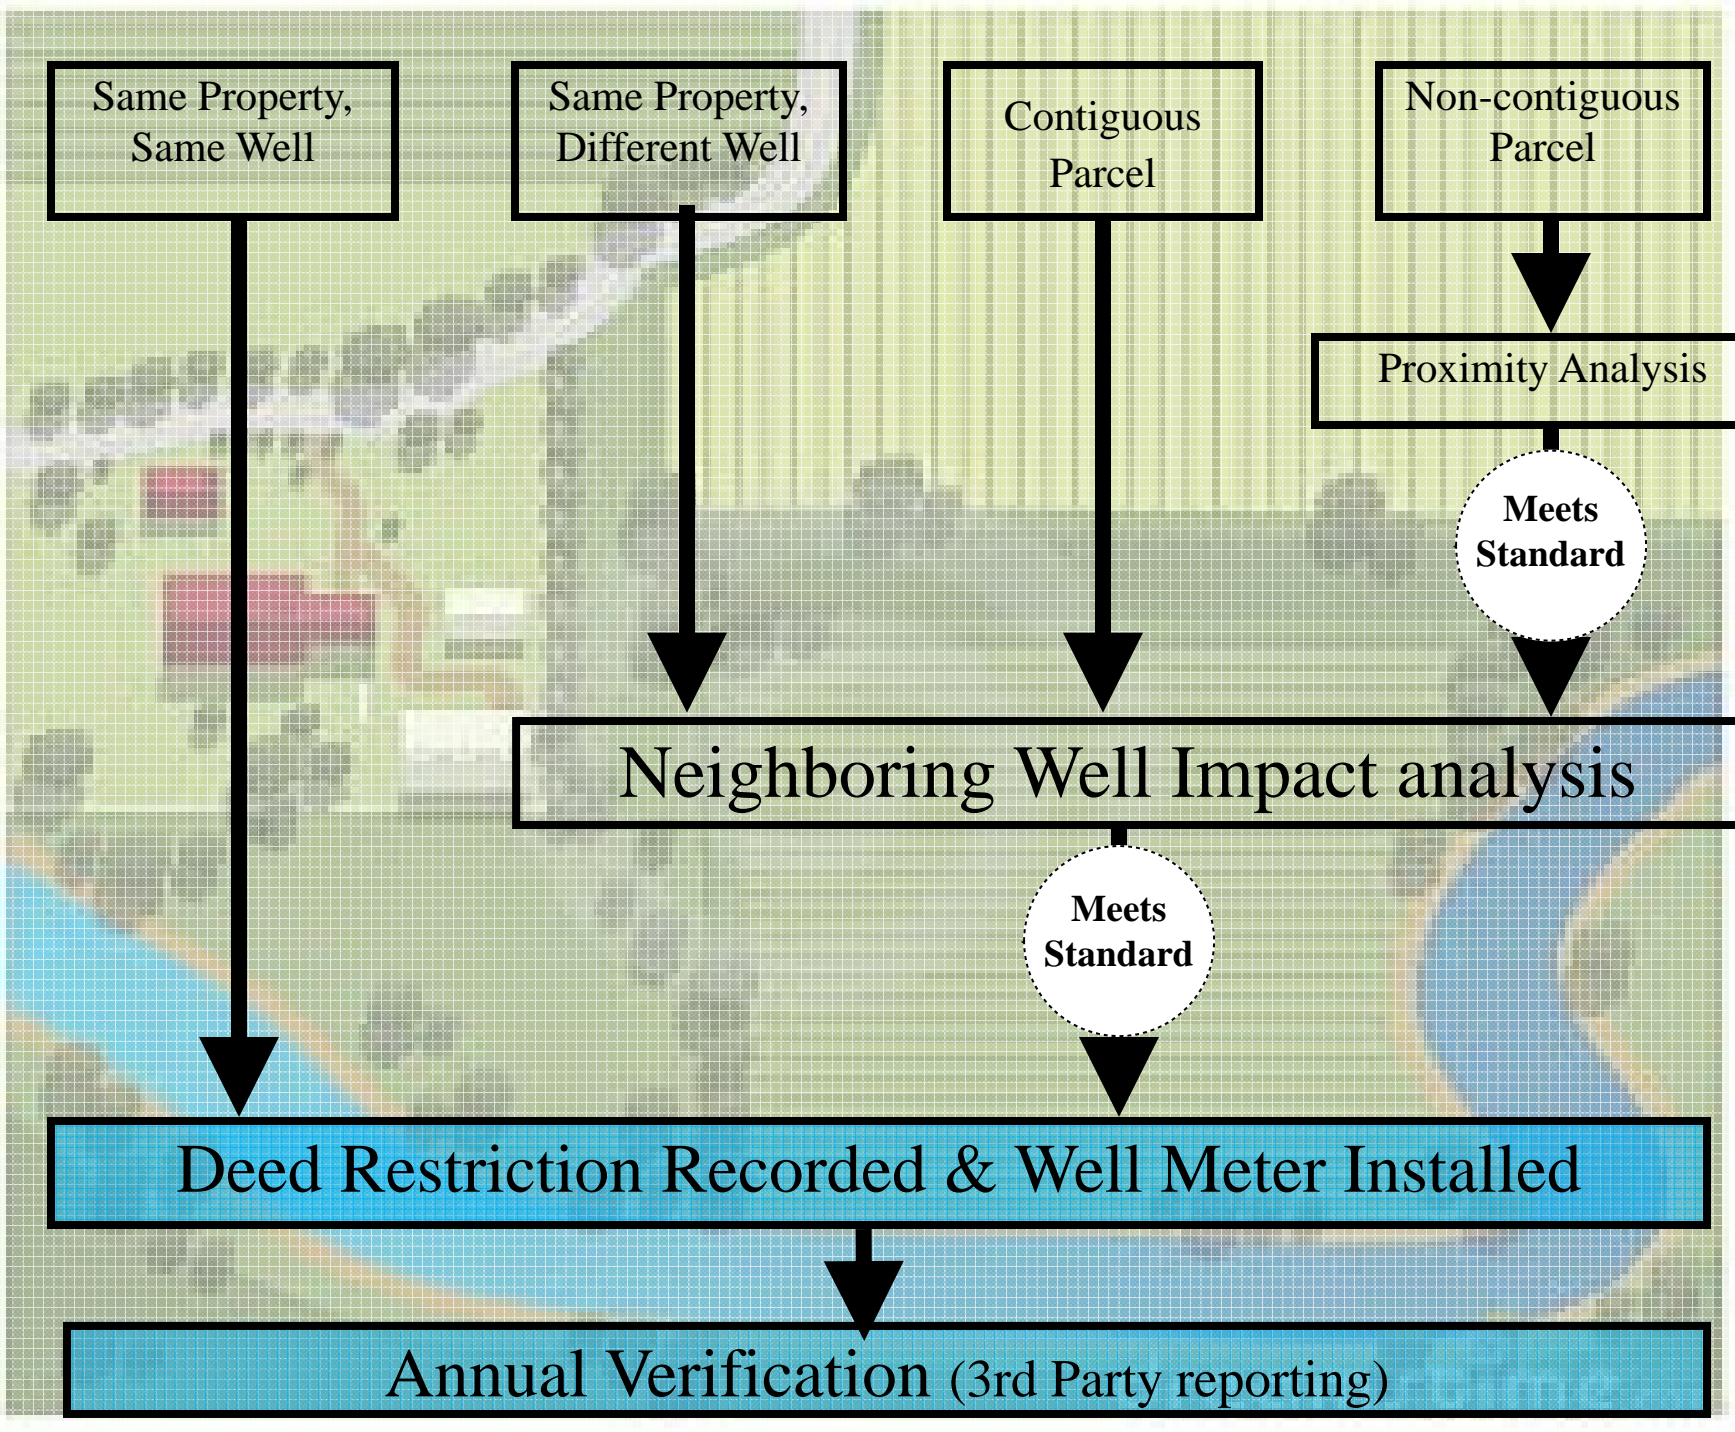 Same Property,
Same Well
Same Property,
Different Well
Contiguous
Parcel
Non-contiguous
Parcel
Proximity Analysis
Meets
Standard
Neighboring Well Impact analysis
Meets
Standard
Deed Restriction Recorded & Well Meter Installed
Annual Verification (3rd Party reporting)